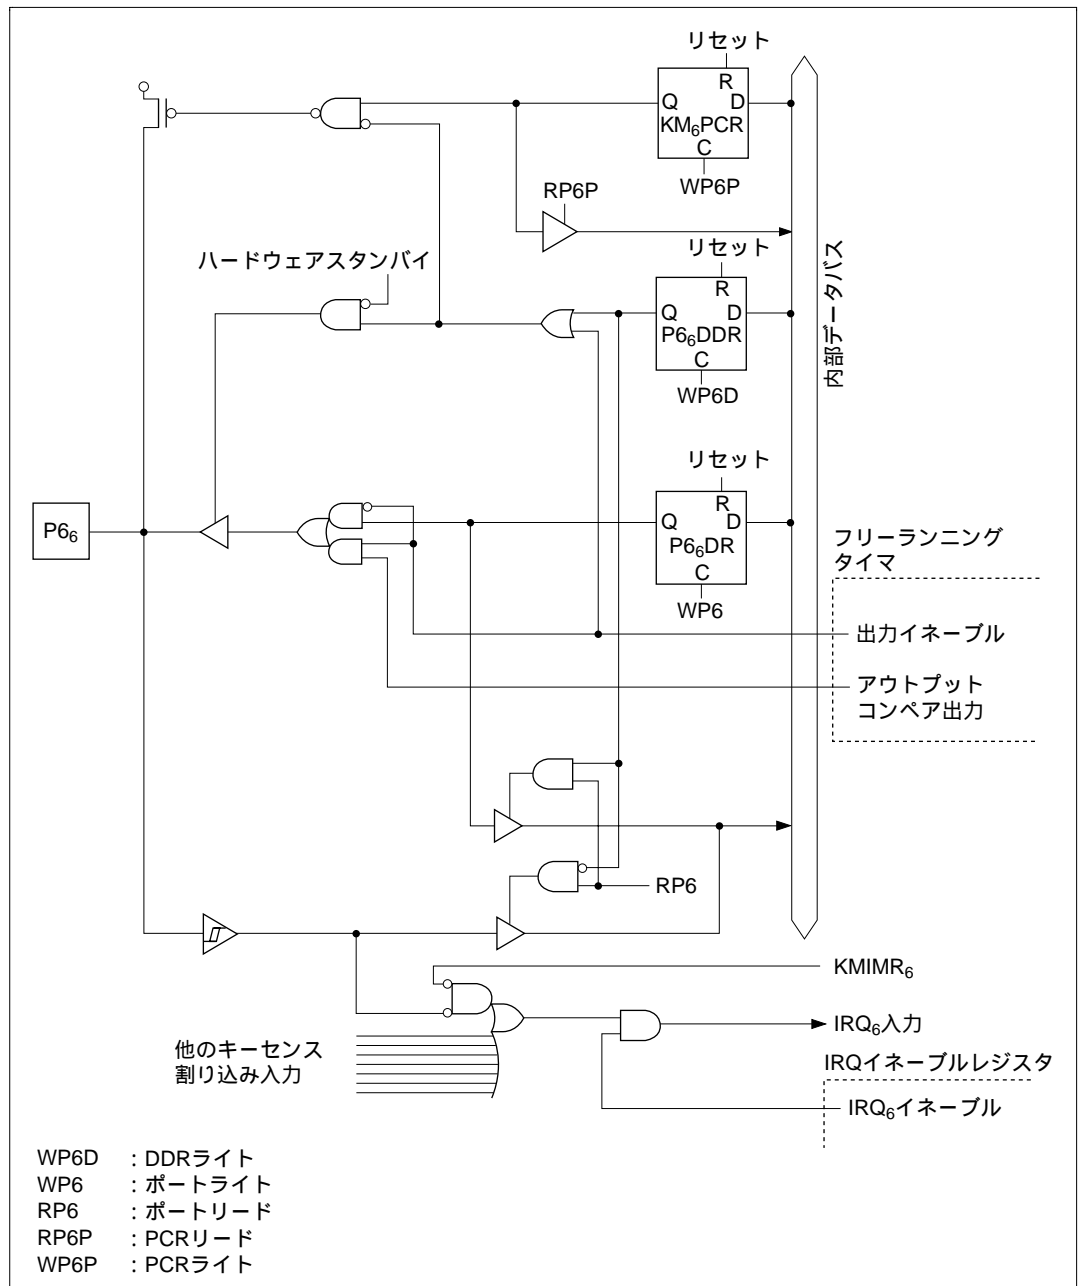 リセット
R
Q D
KM₆PCR
C
WP6P
RP6P
リセット
ハードウェアスタンバイ
R
Q D
P6₆DDR
C
WP6D
内部データバス
リセット
R
Q D
P6₆DR
C
WP6
P6₆
フリーランニング
タイマ
出力イネーブル
アウトプット
コンペア出力
RP6
KMIMR₆
IRQ₆入力
他のキーセンス
割り込み入力
IRQイネーブルレジスタ
IRQ₆イネーブル
WP6D : DDRライト
WP6 : ポートライト
RP6 : ポートリード
RP6P : PCRリード
WP6P : PCRライト